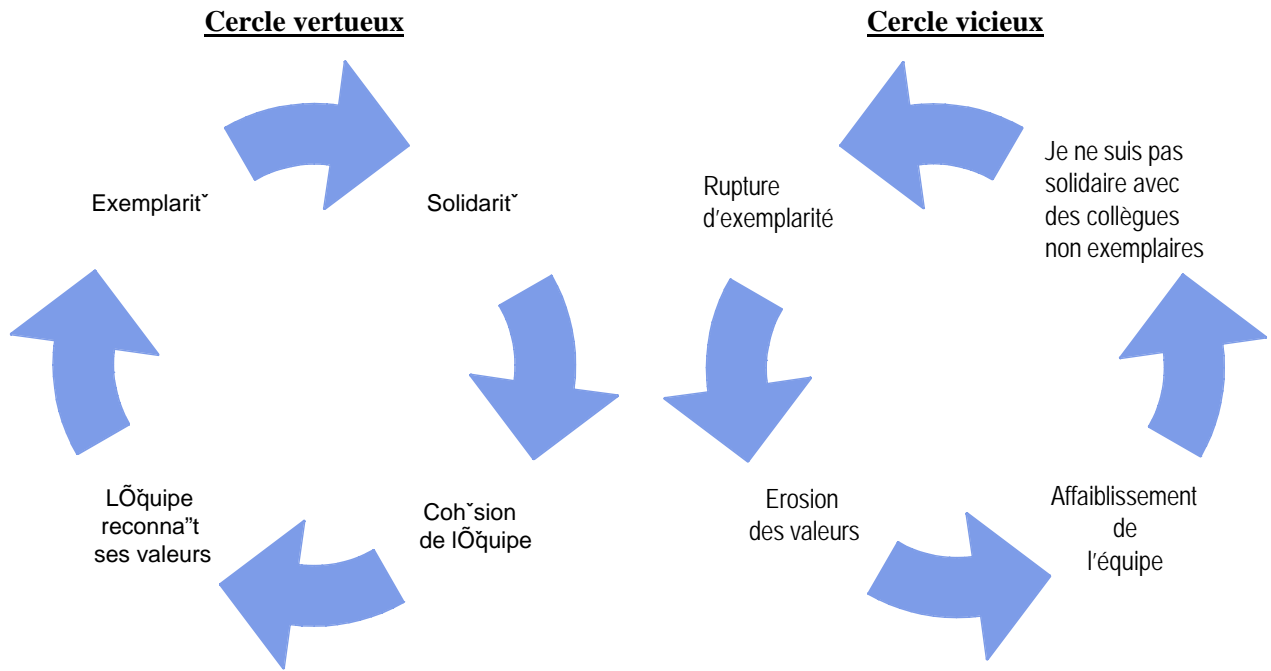 Cercle vertueux
Exemplaritˇ
Solidaritˇ
Cohˇsion
de lÕˇquipe
LÕˇquipe
reconna”t
ses valeurs
Cercle vicieux
Rupture
d'exemplarité
Erosion
des valeurs
Affaiblissement
de
l'équipe
Je ne suis pas
solidaire avec
des collègues
non exemplaires